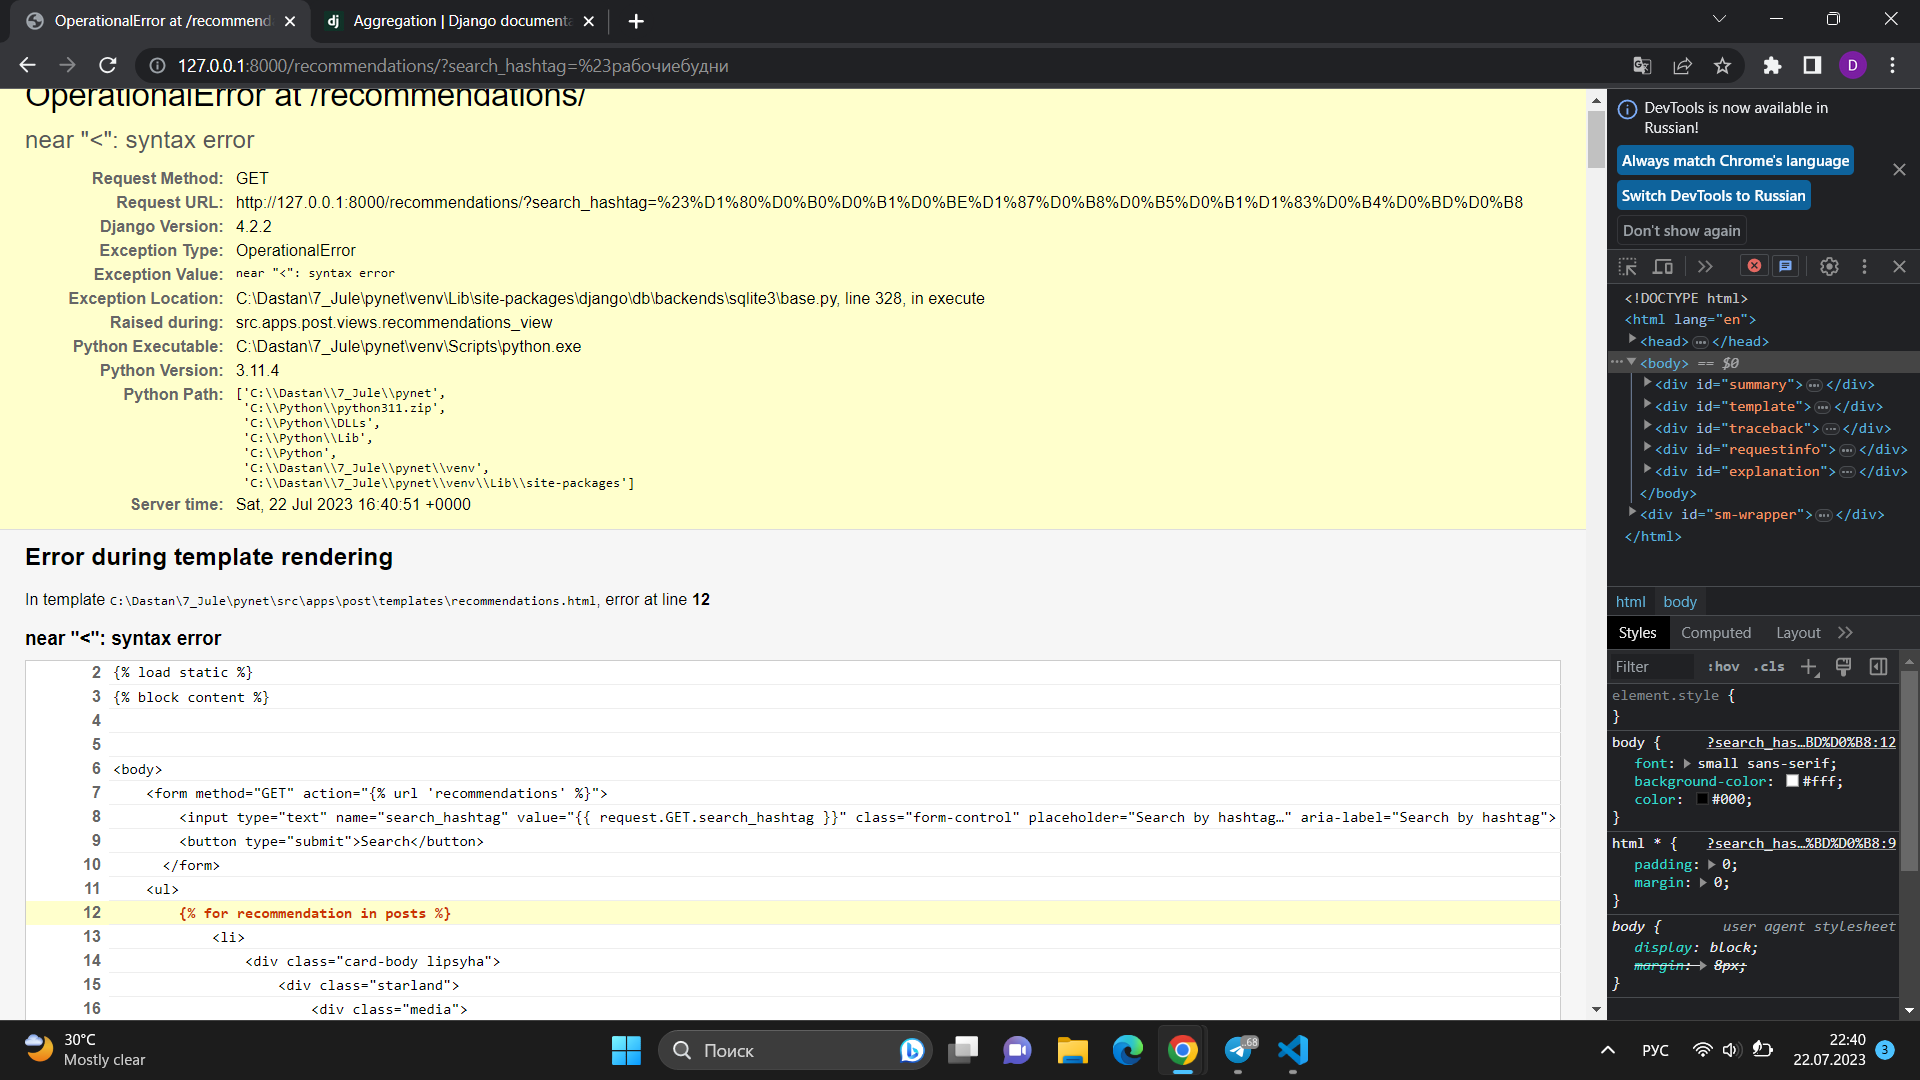 OperationalError at /recommend
Aggregation | Django documenta
127.0.0.1:8000/recommendations/?search_hashtag=%23рабочиебудни
D
OperationalError at /recommendations/
near "<": syntax error
Request Method: GET
Request URL: http://127.0.0.1:8000/recommendations/?search_hashtag=%23%D1%80%D0%B0%D0%B1%D0%BE%D1%87%D0%B8%D0%B5%D0%B1%D1%83%D0%B4%D0%BD%D0%B8
Django Version: 4.2.2
Exception Type: OperationalError
Exception Value: near "<": syntax error
Exception Location: C:\Dastan\7_Jule\pynet\venv\Lib\site-packages\django\db\backends\sqlite3\base.py, line 328, in execute
Raised during: src.apps.post.views.recommendations_view
Python Executable: C:\Dastan\7_Jule\pynet\venv\Scripts\python.exe
Python Version: 3.11.4
Python Path: ['C:\\Dastan\\7_Jule\\pynet',
'C:\\Python\\python311.zip',
'C:\\Python\\DLLs',
'C:\\Python\\Lib',
'C:\\Python',
'C:\\Dastan\\7_Jule\\pynet\\venv',
'C:\\Dastan\\7_Jule\\pynet\\venv\\Lib\\site-packages']
Server time: Sat, 22 Jul 2023 16:40:51 +0000
Error during template rendering
In template C:\Dastan\7_Jule\pynet\src\apps\post\templates\recommendations.html, error at line 12
near "<": syntax error
2 {% load static %}
3 {% block content %}
4
5
6 <body>
7 <form method="GET" action="{% url 'recommendations' %}">
8 <input type="text" name="search_hashtag" value="{{ request.GET.search_hashtag }}" class="form-control" placeholder="Search by hashtag…" aria-label="Search by hashtag">
9 <button type="submit">Search</button>
10 </form>
11 <ul>
12 {% for recommendation in posts %}
13 <li>
14 <div class="card-body lipsyha">
15 <div class="starland">
16 <div class="media">
DevTools is now available in
Russian!
Always match Chrome's language
Switch DevTools to Russian
Don't show again
<!DOCTYPE html>
<html lang="en">
<head> … </head>
<body> == $0
<div id="summary"> … </div>
<div id="template"> … </div>
<div id="traceback"> … </div>
<div id="requestinfo"> … </div>
<div id="explanation"> … </div>
</body>
<div id="sm-wrapper"> … </div>
</html>
html body
Styles Computed Layout
Filter :hov .cls
element.style {
}
body { ?search_has…BD%D0%B8:12
font: small sans-serif;
background-color: #fff;
color: #000;
}
html * { ?search_has…%BD%D0%B8:9
padding: 0;
margin: 0;
}
body { user agent stylesheet
display: block;
margin: 8px;
}
30°C
Mostly clear
Поиск
68
РУС
22:40
22.07.2023
3